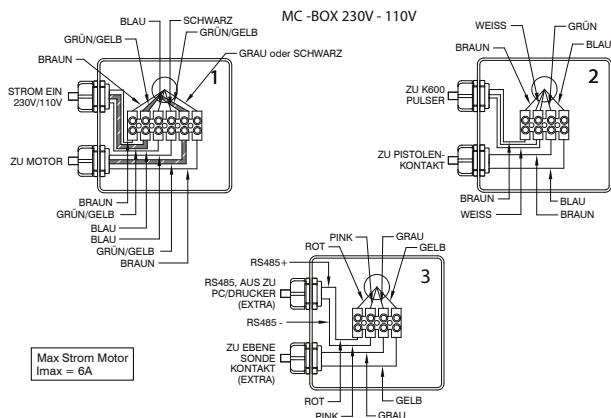 MC -BOX 230V - 110V
BLAU
SCHWARZ
GRÜN/GELB
GRÜN/GELB
BRAUN
GRAU oder SCHWARZ
1
STROM EIN
230V/110V
ZU MOTOR
BRAUN
GRÜN/GELB
BLAU
BLAU
GRÜN/GELB
BRAUN
WEISS
GRÜN
BRAUN
BLAU
2
ZU K600
PULSER
ZU PISTOLEN-
KONTAKT
BRAUN
WEISS
BLAU
BRAUN
PINK
GRAU
ROT
GELB
3
RS485+
RS485, AUS ZU
PC/DRUCKER
(EXTRA)
RS485 -
ZU EBENE
SONDE
KONTAKT
(EXTRA)
ROT
PINK
GELB
GRAU
Max Strom Motor
Imax = 6A